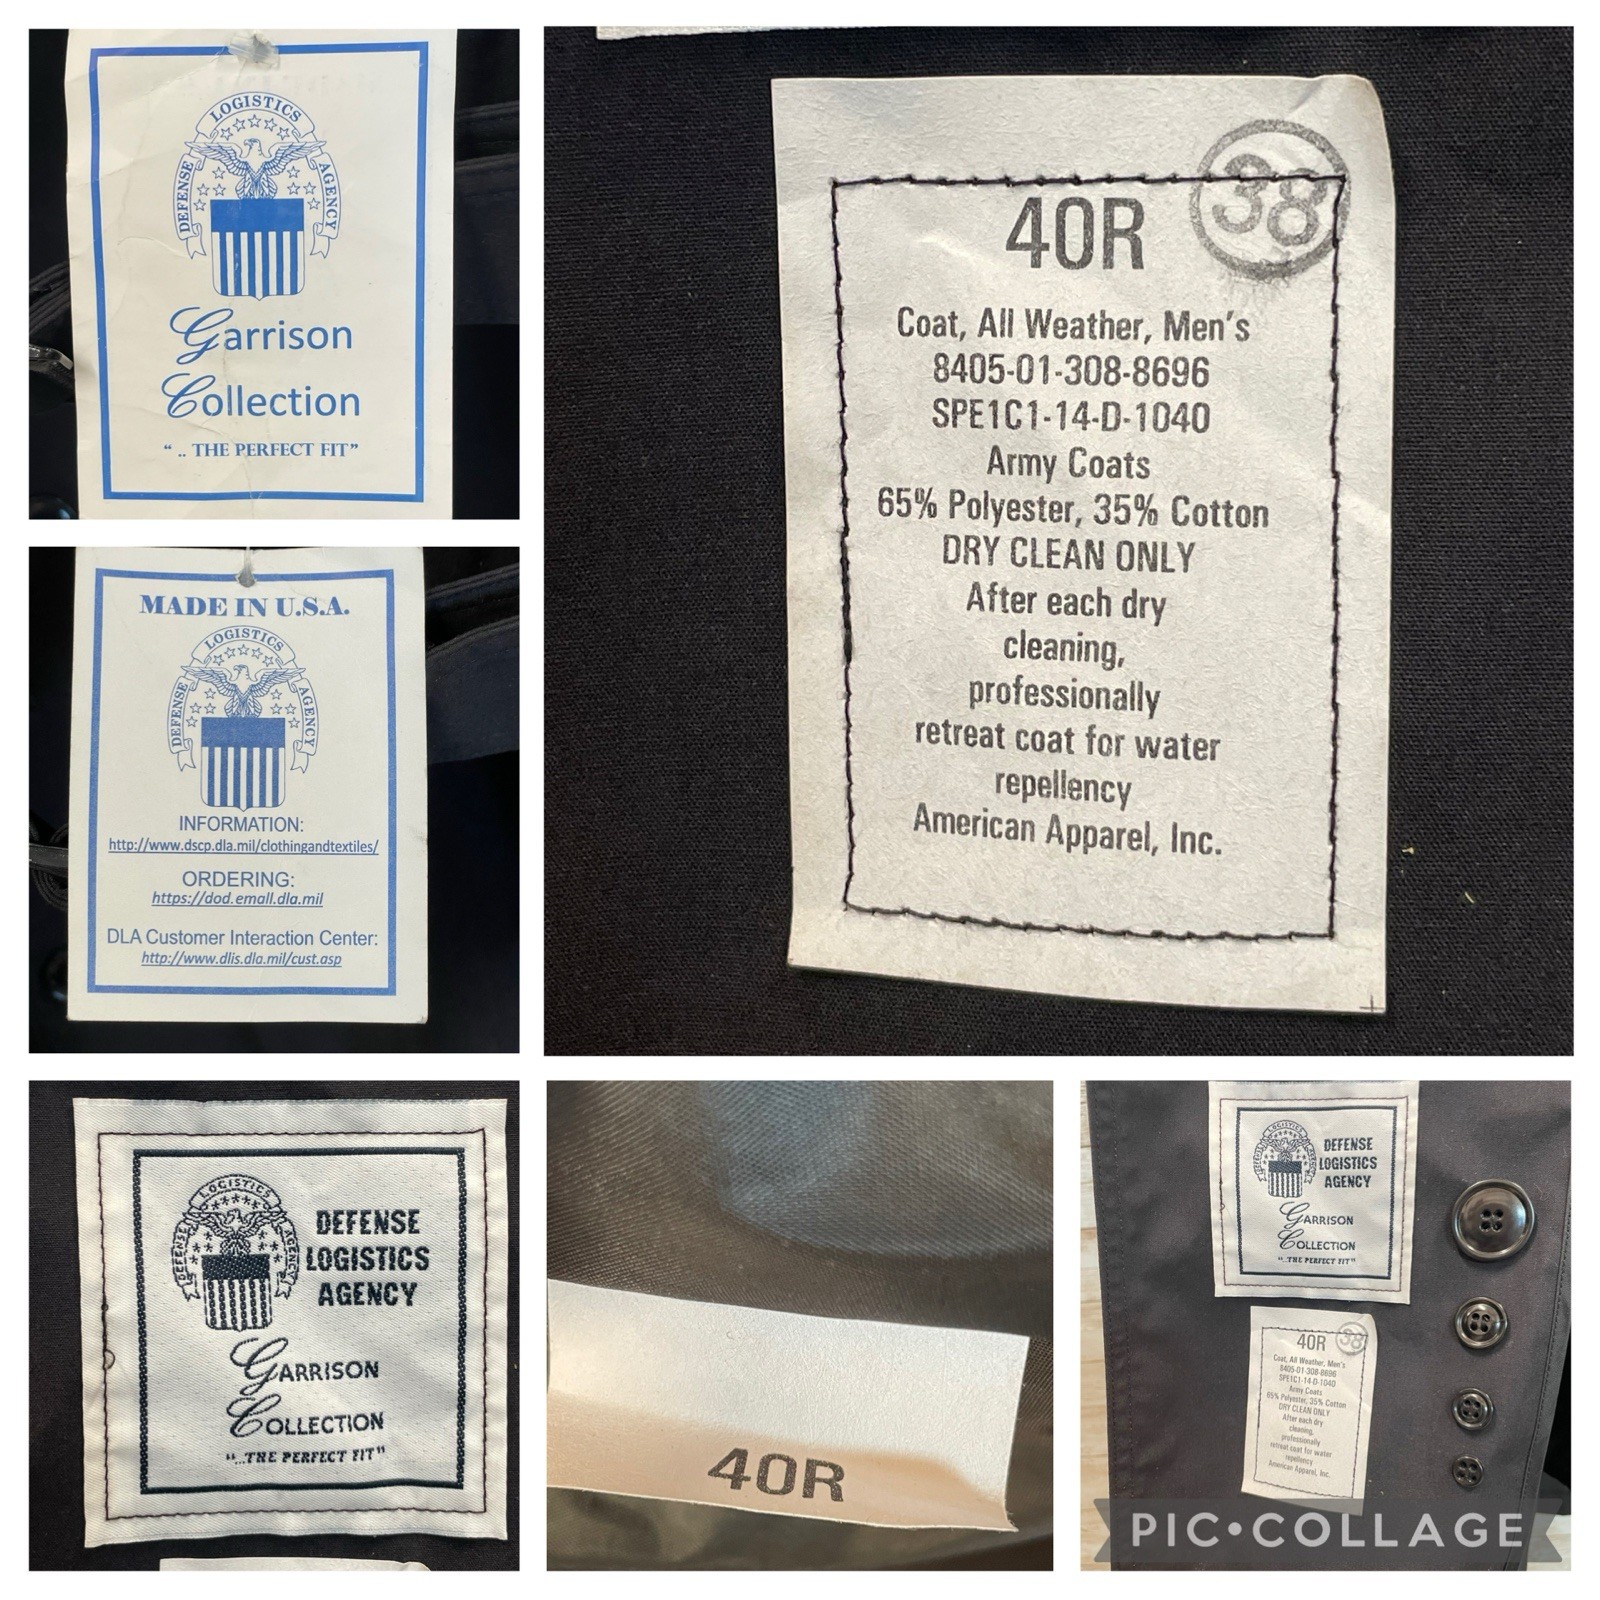 DEFENSE LOGISTICS AGENCY
Garrison
Collection
“ .. THE PERFECT FIT”
38
40R
Coat, All Weather, Men's
8405-01-308-8696
SPE1C1-14-D-1040
Army Coats
65% Polyester, 35% Cotton
DRY CLEAN ONLY
After each dry
cleaning,
professionally
retreat coat for water
repellency
American Apparel, Inc.
MADE IN U.S.A.
DEFENSE LOGISTICS AGENCY
INFORMATION:
http://www.dscp.dla.mil/clothingandtextiles/
ORDERING:
https://dod.emall.dla.mil
DLA Customer Interaction Center:
http://www.dlis.dla.mil/cust.asp
DEFENSE LOGISTICS AGENCY
DEFENSE
LOGISTICS
AGENCY
GARRISON
COLLECTION
“...THE PERFECT FIT”
40R
DEFENSE LOGISTICS AGENCY
DEFENSE
LOGISTICS
AGENCY
GARRISON
COLLECTION
“...THE PERFECT FIT”
40R
38
Coat, All Weather, Men's
8405-01-308-8696
SPE1C1-14-D-1040
Army Coats
65% Polyester, 35% Cotton
DRY CLEAN ONLY
After each dry
cleaning,
professionally
retreat coat for water
repellency
American Apparel, Inc.
PIC•COLLAGE